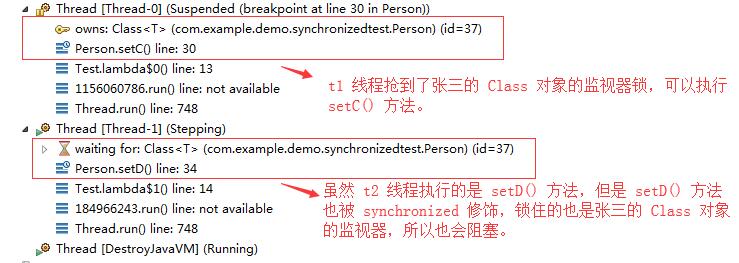 Thread [Thread-0] (Suspended (breakpoint at line 30 in Person))
owns: Class<T> (com.example.demo.synchronizedtest.Person) (id=37)
Person.setC() line: 30
Test.lambda$0() line: 13
1156060786.run() line: not available
Thread.run() line: 748
t1 线程抢到了张三的 Class 对象的监视器锁，可以执行
setC() 方法。
Thread [Thread-1] (Stepping)
waiting for: Class<T> (com.example.demo.synchronizedtest.Person) (id=37)
Person.setD() line: 34
Test.lambda$1() line: 14
184966243.run() line: not available
Thread.run() line: 748
虽然 t2 线程执行的是 setD() 方法，但是 setD() 方法
也被 synchronized 修饰，锁住的也是张三的 Class 对象
的监视器，所以也会阻塞。
Thread [DestroyJavaVM] (Running)